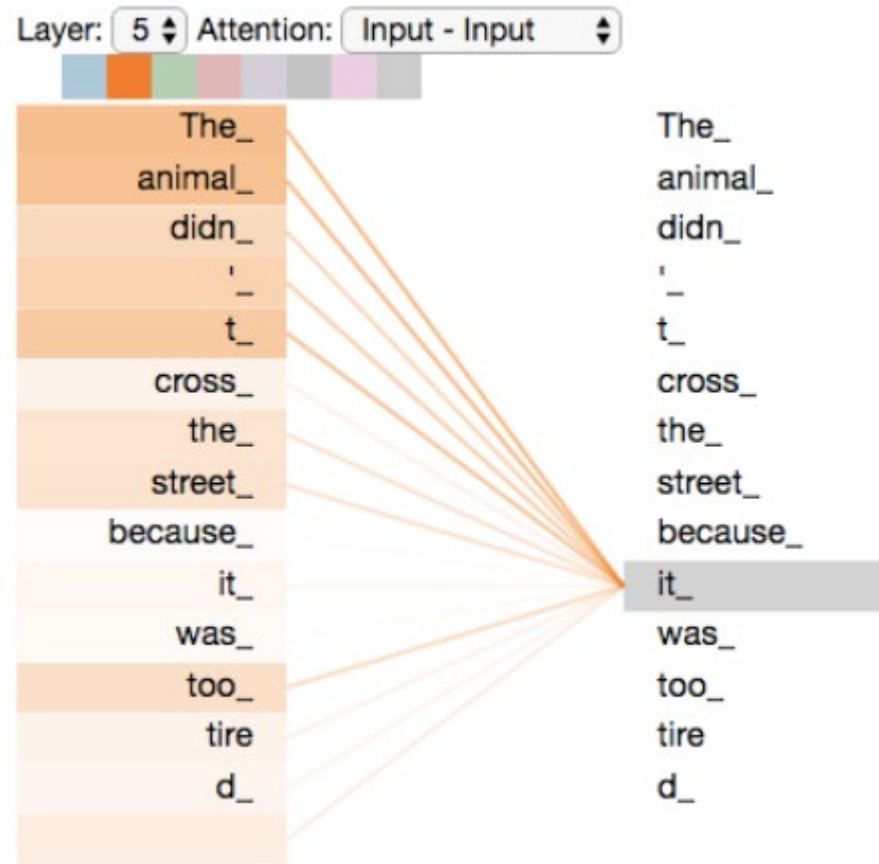 Layer: 5 Attention: Input - Input
The_ The_
animal_ animal_
didn_ didn_
'_ '_
t_ t_
cross_ cross_
the_ the_
street_ street_
because_ because_
it_ it_
was_ was_
too_ too_
tire tire
d_ d_